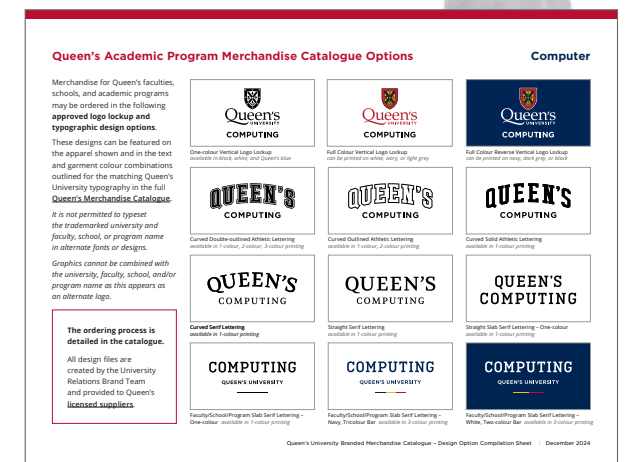 Queen's Academic Program Merchandise Catalogue Options
Computer
Merchandise for Queen's faculties,
schools, and academic programs
may be ordered in the following
approved logo lockup and
typographic design options.
These designs can be featured on
the apparel shown and in the text
and garment colour combinations
outlined for the matching Queen's
University typography in the full
Queen's Merchandise Catalogue.
It is not permitted to typeset
the trademarked university and
faculty, school, or program name
in alternate fonts or designs.
Graphics cannot be combined with
the university, faculty, school, and/or
program name as this appears as
an alternate logo.
The ordering process is
detailed in the catalogue.
All design files are
created by the University
Relations Brand Team
and provided to Queen's
licensed suppliers.
Queen's
UNIVERSITY
COMPUTING
One-colour Vertical Logo Lockup
available in black, white, and Queen's blue
Queen's
UNIVERSITY
COMPUTING
Full Colour Vertical Logo Lockup
can be printed on white, ivory, or light grey
Queen's
UNIVERSITY
COMPUTING
Full Colour Reverse Vertical Logo Lockup
can be printed on navy, dark grey, or black
QUEEN'S
COMPUTING
Curved Double-outlined Athletic Lettering
available in 1-colour, 2-colour, 3-colour printing
QUEEN'S
COMPUTING
Curved Outlined Athletic Lettering
available in 1-colour, 2-colour printing
QUEEN'S
COMPUTING
Curved Solid Athletic Lettering
available in 1-colour printing
QUEEN'S
COMPUTING
Curved Serif Lettering
available in 1-colour printing
QUEEN'S
COMPUTING
Straight Serif Lettering
available in 1-colour printing
QUEEN'S
COMPUTING
Straight Slab Serif Lettering – One-colour
available in 1-colour printing
COMPUTING
QUEEN'S UNIVERSITY
Faculty/School/Program Slab Serif Lettering –
One-colour available in 1-colour printing
COMPUTING
QUEEN'S UNIVERSITY
Faculty/School/Program Slab Serif Lettering –
Navy, Tricolour Bar available in 3-colour printing
COMPUTING
QUEEN'S UNIVERSITY
Faculty/School/Program Slab Serif Lettering –
White, Two-colour Bar available in 3-colour printing
Queen's University Branded Merchandise Catalogue – Design Option Compilation Sheet | December 2024